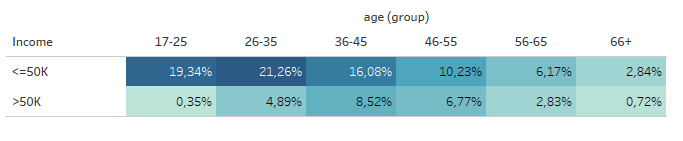 age (group)
Income 17-25 26-35 36-45 46-55 56-65 66+
<=50K 19,34% 21,26% 16,08% 10,23% 6,17% 2,84%
>50K 0,35% 4,89% 8,52% 6,77% 2,83% 0,72%